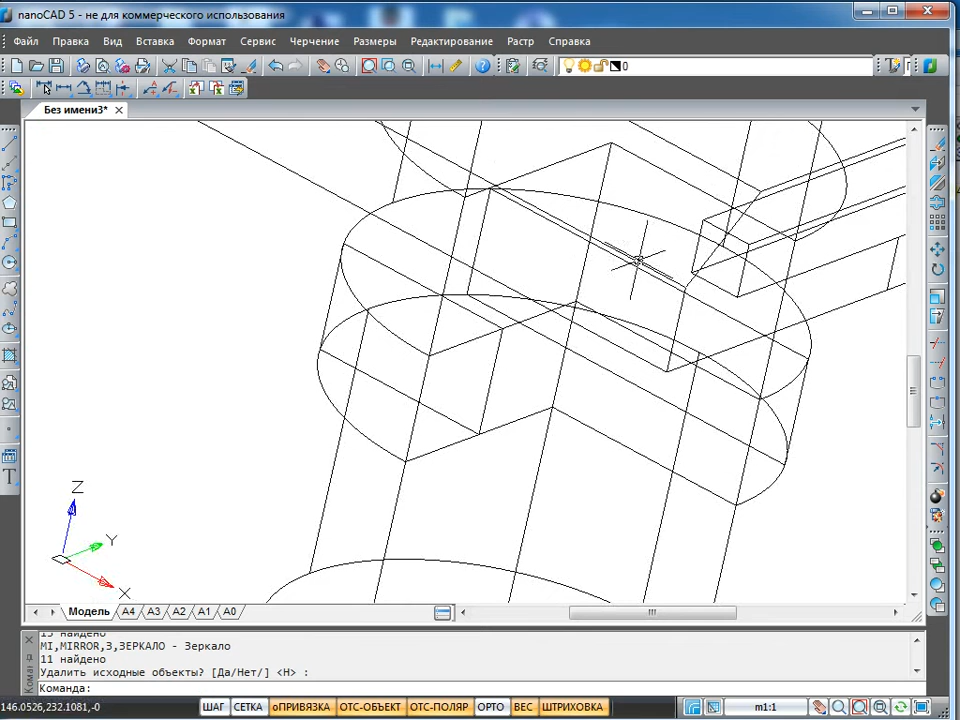 nanoCAD 5 - не для коммерческого использования
Файл Правка Вид Вставка Формат Сервис Черчение Размеры Редактирование Растр Справка
0
Без имени3*
Z
Y
X
Модель A4 A3 A2 A1 A0
13 найдено
MI,MIRROR,З,ЗЕРКАЛО - Зеркало
11 найдено
Удалить исходные объекты? [Да/Нет/] <Н> :
Команда:
146.0526,232.1081,-0 ШАГ СЕТКА оПРИВЯЗКА ОТС-ОБЪЕКТ ОТС-ПОЛЯР ОРТО ВЕС ШТРИХОВКА m1:1